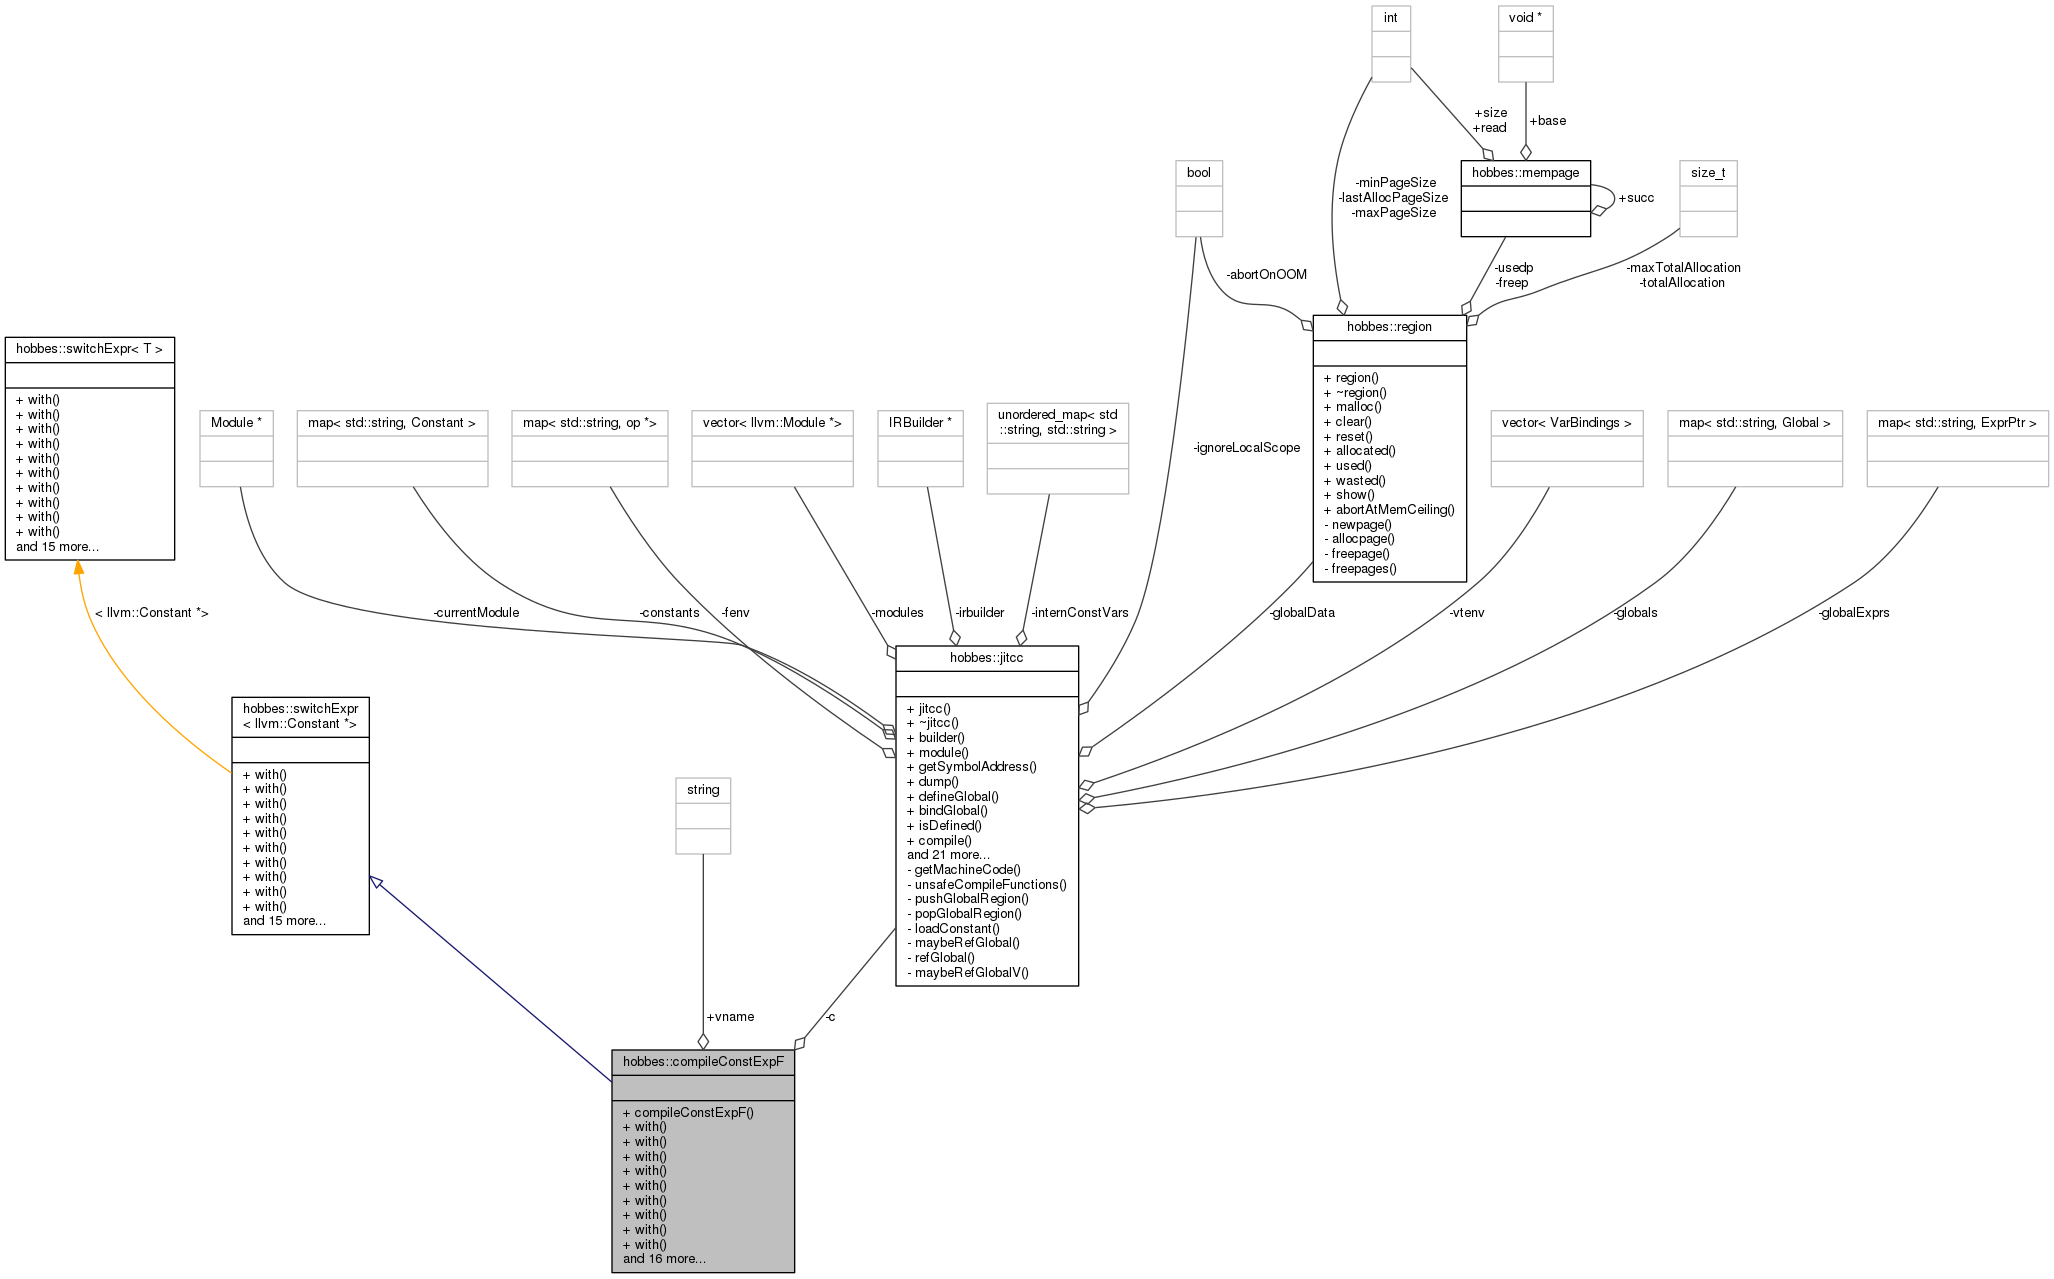 int
void *
+size
+read
+base
bool
hobbes::mempage
size_t
-minPageSize
-lastAllocPageSize
-maxPageSize
+succ
-abortOnOOM
-usedp
-freep
-maxTotalAllocation
-totalAllocation
hobbes::region
+ region()
+ ~region()
+ malloc()
+ clear()
+ reset()
+ allocated()
+ used()
+ wasted()
+ show()
+ abortAtMemCeiling()
- newpage()
- allocpage()
- freepage()
- freepages()
hobbes::switchExpr< T >
+ with()
+ with()
+ with()
+ with()
+ with()
+ with()
+ with()
+ with()
+ with()
+ with()
and 15 more...
Module *
map< std::string, Constant >
map< std::string, op *>
vector< llvm::Module *>
IRBuilder *
unordered_map< std
::string, std::string >
-ignoreLocalScope
vector< VarBindings >
map< std::string, Global >
map< std::string, ExprPtr >
< llvm::Constant *>
-currentModule
-constants
-fenv
-modules
-irbuilder
-internConstVars
-globalData
-vtenv
-globals
-globalExprs
hobbes::jitcc
+ jitcc()
+ ~jitcc()
+ builder()
+ module()
+ getSymbolAddress()
+ dump()
+ defineGlobal()
+ bindGlobal()
+ isDefined()
+ compile()
and 21 more...
- getMachineCode()
- unsafeCompileFunctions()
- pushGlobalRegion()
- popGlobalRegion()
- loadConstant()
- maybeRefGlobal()
- refGlobal()
- maybeRefGlobalV()
hobbes::switchExpr
< llvm::Constant *>
+ with()
+ with()
+ with()
+ with()
+ with()
+ with()
+ with()
+ with()
+ with()
+ with()
and 15 more...
string
+vname
-c
hobbes::compileConstExpF
+ compileConstExpF()
+ with()
+ with()
+ with()
+ with()
+ with()
+ with()
+ with()
+ with()
+ with()
and 16 more...